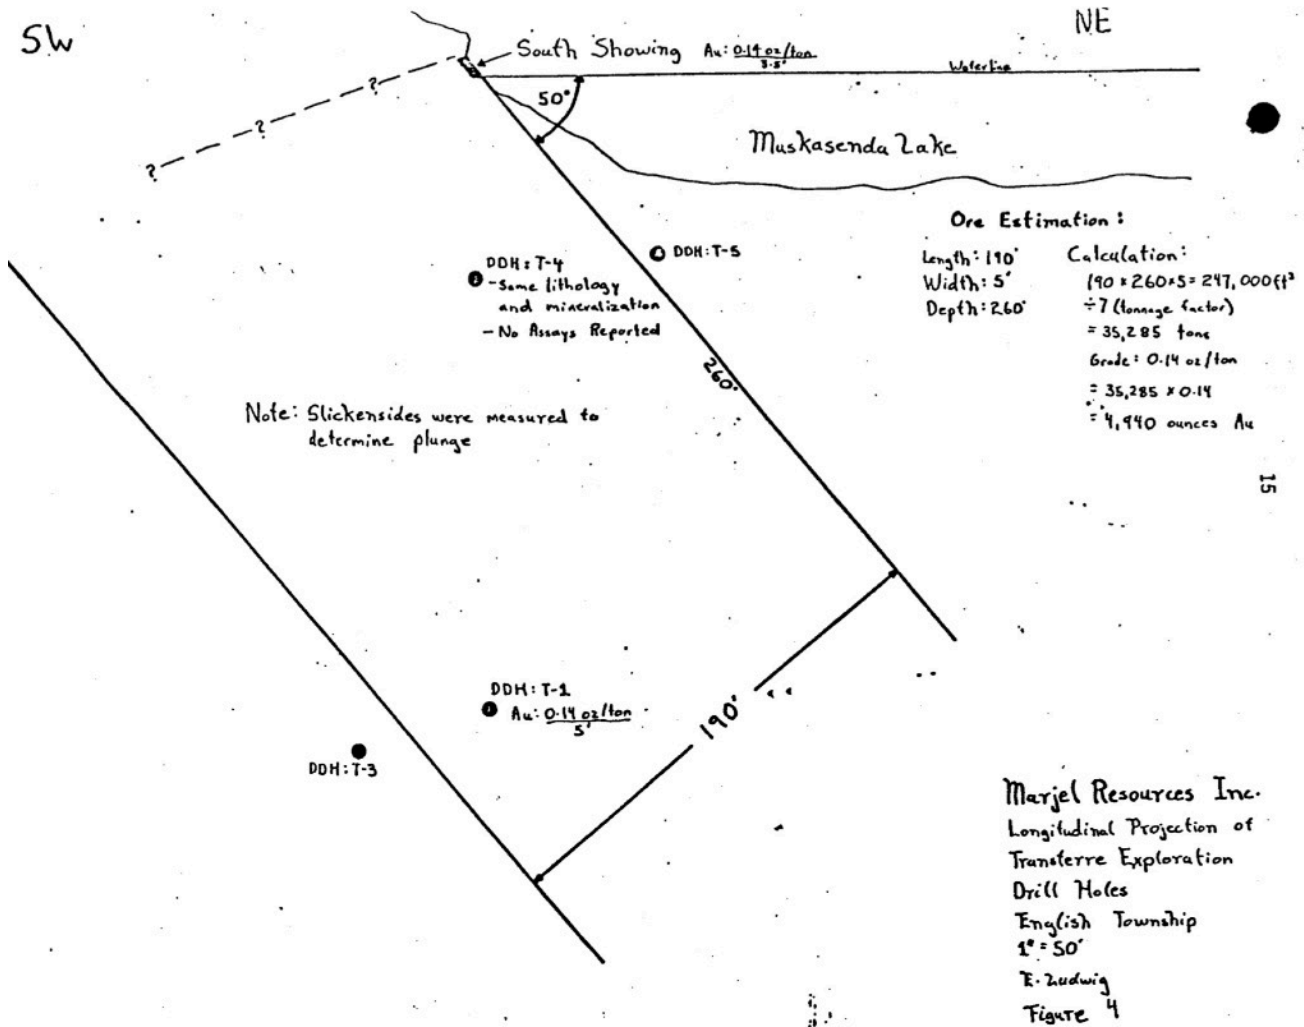 SW
NE
South Showing Au: 0.14 oz/ton
3.5'
Waterline
50°
?
?
?
Muskasenda Lake
DDH: T-5
DDH: T-4
- Same lithology
and mineralization
- No Assays Reported
Ore Estimation:
Length: 190'
Width: 5'
Depth: 260'
Calculation:
190 x 260 x 5 = 247,000 ft³
÷ 7 (tonnage factor)
= 35,285 tons
Grade: 0.14 oz/ton
= 35,285 x 0.14
= 4,940 ounces Au
260'
Note: Slickensides were measured to
determine plunge
15
190'
DDH: T-1
Au: 0.14 oz/ton
5'
DDH: T-3
Marjel Resources Inc.
Longitudinal Projection of
Transterre Exploration
Drill Holes
English Township
1" = 50'
E. Ludwig
Figure 4